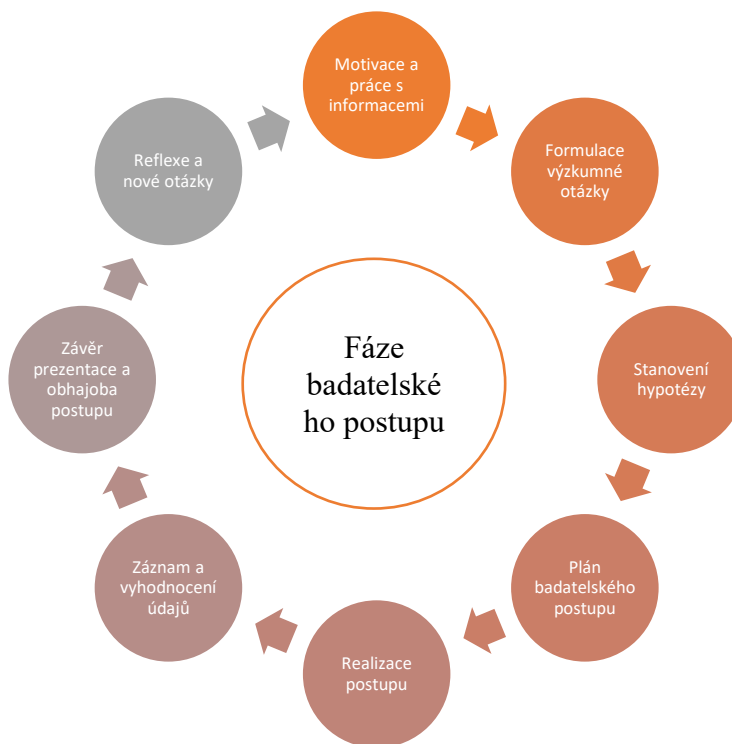 Motivace a
práce s
informacemi
Formulace
výzkumné
otázky
Stanovení
hypotézy
Plán
badatelského
postupu
Realizace
postupu
Záznam a
vyhodnocení
údajů
Závěr
prezentace a
obhajoba
postupu
Reflexe a
nové otázky
Fáze
badatelské
ho postupu